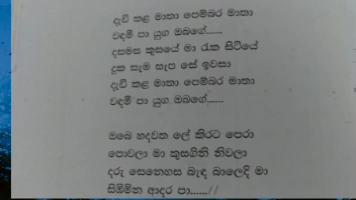 දැඩි කළ මාතා පෙම්බර මාතා
වඳිමි පා යුග ඔබගේ......
දසමස කුසයේ මා රැක සිටියේ
දුක සැම සැප සේ ඉවසා
දැඩි කළ මාතා පෙම්බර මාතා
වඳිමි පා යුග ඔබගේ......
ඔබෙ හදවත ලේ කිරට පෙරා
පොවලා මා කුසගිනි නිවලා
දරු සෙනෙහස බැඳ බාලෙදි මා
සිඹිමින ආදර පා......//